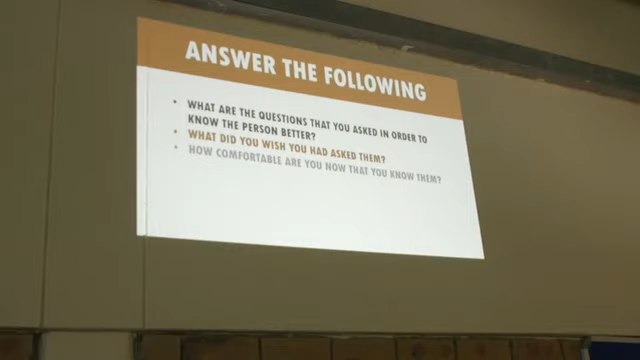 ANSWER THE FOLLOWING
• WHAT ARE THE QUESTIONS THAT YOU ASKED IN ORDER TO
KNOW THE PERSON BETTER?
• WHAT DID YOU WISH YOU HAD ASKED THEM?
• HOW COMFORTABLE ARE YOU NOW THAT YOU KNOW THEM?